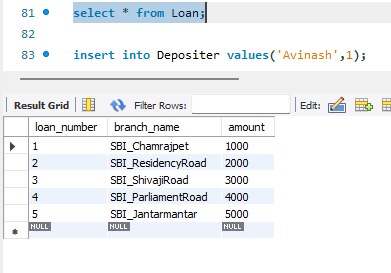 81 select * from Loan;
82
83 insert into Depositer values('Avinash',1);
Result Grid Filter Rows: Edit:
loan_number branch_name amount
1 SBI_Chamrajpet 1000
2 SBI_ResidencyRoad 2000
3 SBI_ShivajiRoad 3000
4 SBI_ParliamentRoad 4000
5 SBI_Jantarmantar 5000
NULL NULL NULL